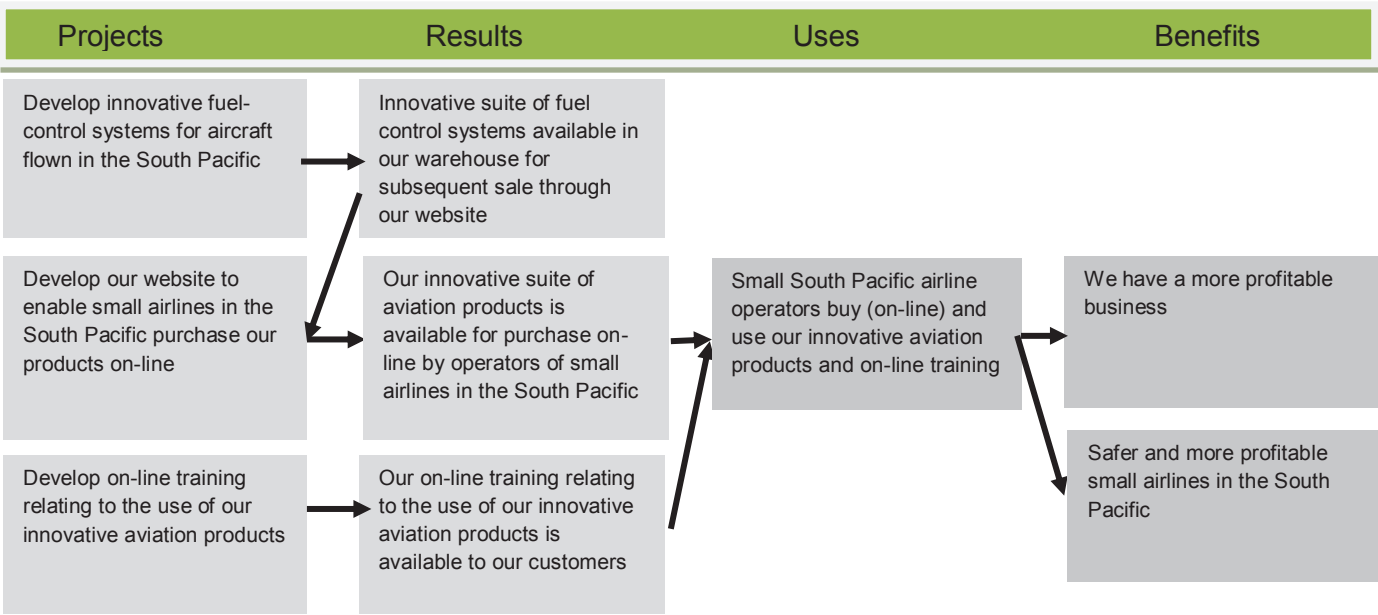 Projects
Results
Uses
Benefits
Develop innovative fuel-
control systems for aircraft
flown in the South Pacific
Innovative suite of fuel
control systems available in
our warehouse for
subsequent sale through
our website
Develop our website to
enable small airlines in the
South Pacific purchase our
products on-line
Our innovative suite of
aviation products is
available for purchase on-
line by operators of small
airlines in the South Pacific
Small South Pacific airline
operators buy (on-line) and
use our innovative aviation
products and on-line training
We have a more profitable
business
Develop on-line training
relating to the use of our
innovative aviation products
Our on-line training relating
to the use of our innovative
aviation products is
available to our customers
Safer and more profitable
small airlines in the South
Pacific